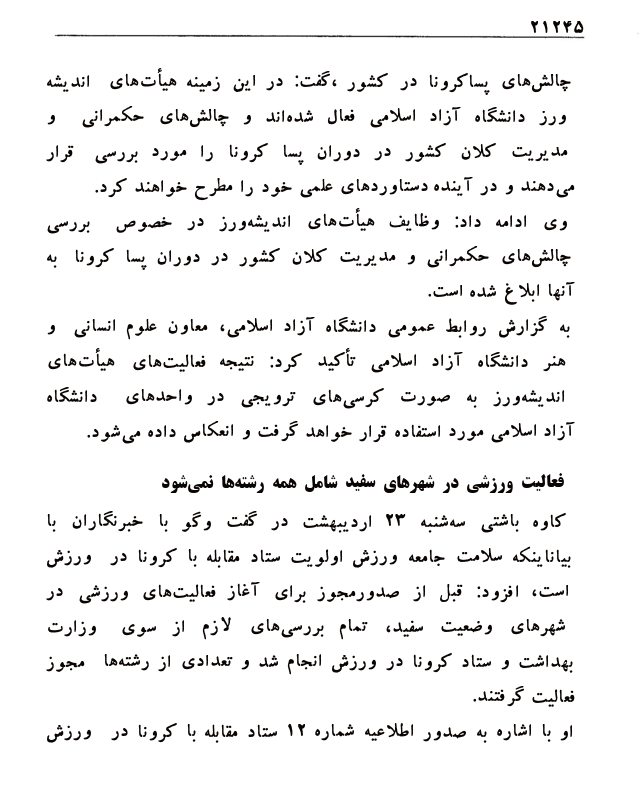 ۲۱۲۴۵
چالش‌های پساکرونا در کشور ،گفت: در این زمینه هیأت‌های اندیشه
ورز دانشگاه آزاد اسلامی فعال شده‌اند و چالش‌های حکمرانی و
مدیریت کلان کشور در دوران پسا کرونا را مورد بررسی قرار
می‌دهند و در آینده دستاوردهای علمی خود را مطرح خواهند کرد.
وی ادامه داد: وظایف هیأت‌های اندیشه‌ورز در خصوص بررسی
چالش‌های حکمرانی و مدیریت کلان کشور در دوران پسا کرونا به
آنها ابلاغ شده است.
به گزارش روابط عمومی دانشگاه آزاد اسلامی، معاون علوم انسانی و
هنر دانشگاه آزاد اسلامی تأکید کرد: نتیجه فعالیت‌های هیأت‌های
اندیشه‌ورز به صورت کرسی‌های ترویجی در واحدهای دانشگاه
آزاد اسلامی مورد استفاده قرار خواهد گرفت و انعکاس داده می‌شود.
فعالیت ورزشی در شهرهای سفید شامل همه رشته‌ها نمی‌شود
کاوه باشتی سه‌شنبه ۲۳ اردیبهشت در گفت وگو با خبرنگاران با
بیاناینکه سلامت جامعه ورزش اولویت ستاد مقابله با کرونا در ورزش
است، افزود: قبل از صدورمجوز برای آغاز فعالیت‌های ورزشی در
شهرهای وضعیت سفید، تمام بررسی‌های لازم از سوی وزارت
بهداشت و ستاد کرونا در ورزش انجام شد و تعدادی از رشته‌ها مجوز
فعالیت گرفتند.
او با اشاره به صدور اطلاعیه شماره ۱۲ ستاد مقابله با کرونا در ورزش